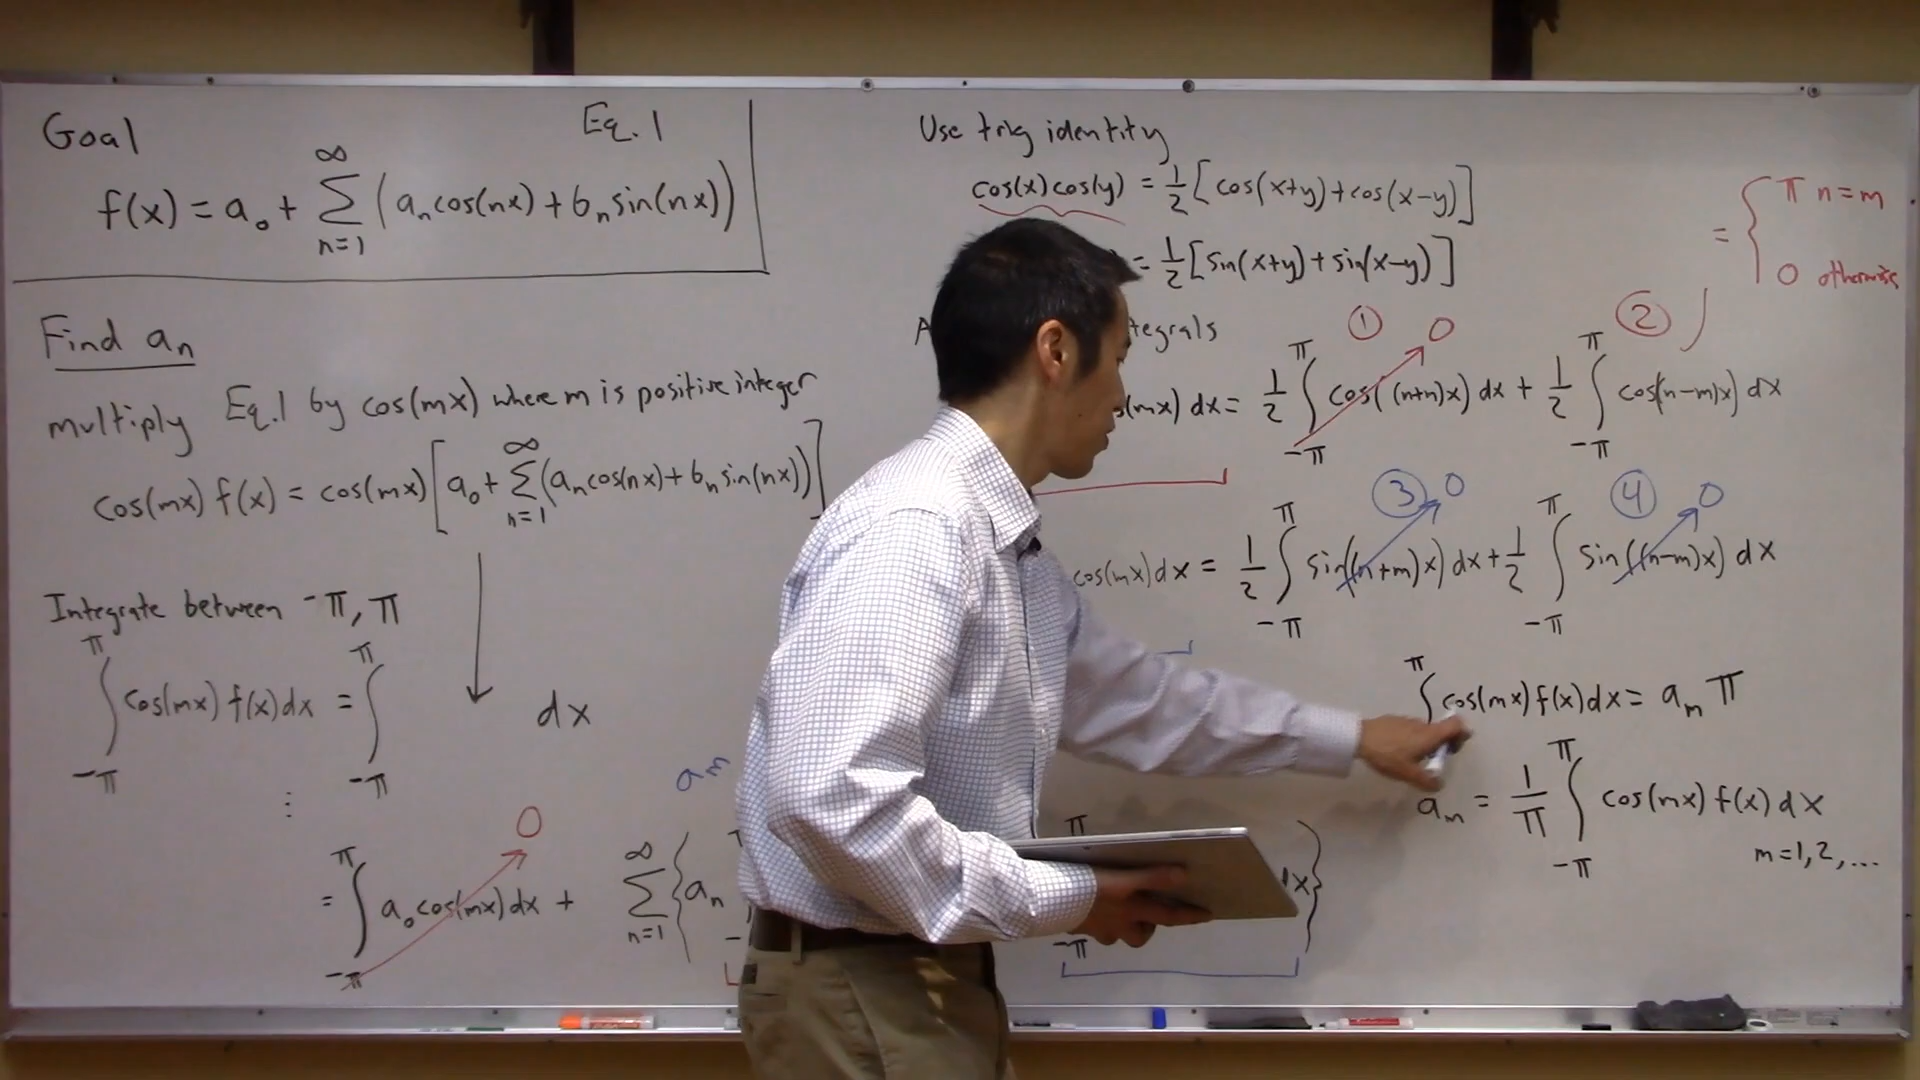 Goal
Eq. 1
f(x) = a₀ + ∑_{n=1}^{∞} (aₙcos(nx) + bₙsin(nx))
Find aₙ
multiply Eq.1 by cos(mx) where m is positive integer
cos(mx) f(x) = cos(mx) [a₀ + ∑_{n=1}^{∞} (aₙcos(nx) + bₙsin(nx))]
Integrate between -π, π
∫_{-π}^{π} cos(mx) f(x) dx = ∫_{-π}^{π} dx
⋮
= ∫_{-π}^{π} a₀cos(mx) dx + 0 ∑_{n=1}^{∞} { aₙ
aₘ
Use trig identity
cos(x)cos(y) = 1/2 [cos(x+y) + cos(x-y)]
= 1/2 [sin(x+y) + sin(x-y)]
= { π n=m
0 otherwise
① 0 ②
(mx) dx = 1/2 ∫_{-π}^{π} cos((n+m)x) dx + 1/2 ∫_{-π}^{π} cos(n-m)x) dx
③ 0 ④ 0
cos(mx) dx = 1/2 ∫_{-π}^{π} sin((n+m)x) dx + 1/2 ∫_{-π}^{π} sin((n-m)x) dx
∫^{π} cos(mx) f(x) dx = aₘ π
aₘ = 1/π ∫_{-π}^{π} cos(mx) f(x) dx
m=1,2,...
π
x}
-π